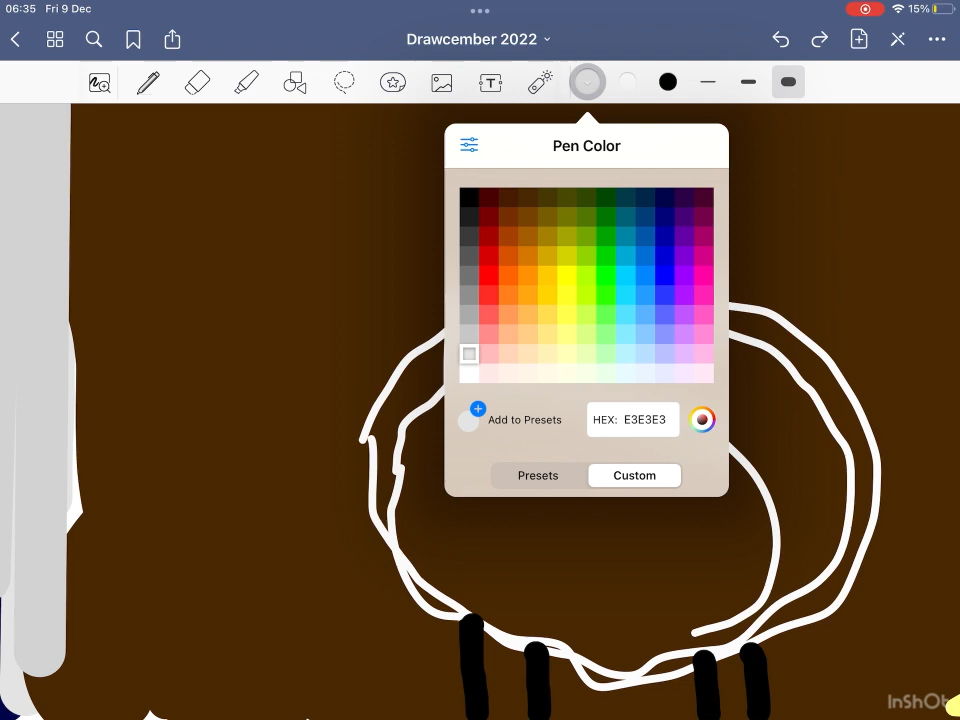 06:35 Fri 9 Dec
15%
Drawcember 2022
T
Pen Color
Add to Presets
HEX: E3E3E3
Presets
Custom
InShOt